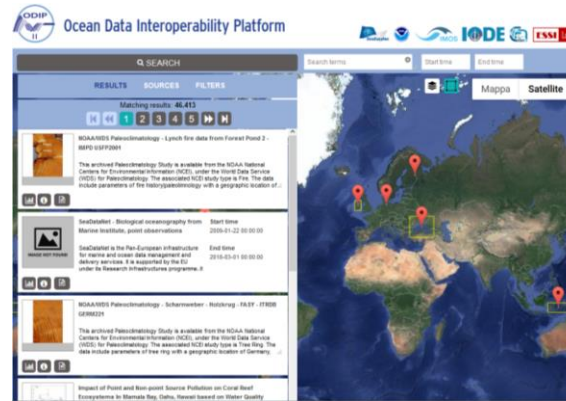 ODIP
II
Ocean Data Interoperability Platform
IMOS
IODE
ESSI
SEARCH
Search terms
Start time
End time
RESULTS
SOURCES
FILTERS
Matching results: 46.413
1 2 3 4 5
Mappa
Satellite
NOAA/WDS Paleoclimatology - Lynch fire data from Forest Pond 2 -
IMPD USFP2001
This archived Paleoclimatology Study is available from the NOAA National
Centers for Environmental Information (NCEI), under the World Data Service
(WDS) for Paleoclimatology. The associated NCEI study type is Fire. The data
include parameters of fire history|paleolimnology with a geographic location of ..
IMAGE NOT FOUND
SeaDataNet - Biological oceanography from
Marine Institute, point observations
SeaDataNet is the Pan-European infrastructure
for marine and ocean data management and
delivery services. It is supported by the EU
under its Research Infrastructures programme.
Start time
2009-01-22 00:00:00
End time
2010-03-01 00:00:00
NOAA/WDS Paleoclimatology - Scharnweber - Holzkrug - FASY - ITRDB
GERM221
This archived Paleoclimatology Study is available from the NOAA National
Centers for Environmental Information (NCEI), under the World Data Service
(WDS) for Paleoclimatology. The associated NCEI study type is Tree Ring. The
data include parameters of tree ring with a geographic location of Germany, ..
Impact of Point and Non-point Source Pollution on Coral Reef
Ecosystems In Mamala Bay, Oahu, Hawaii based on Water Quality